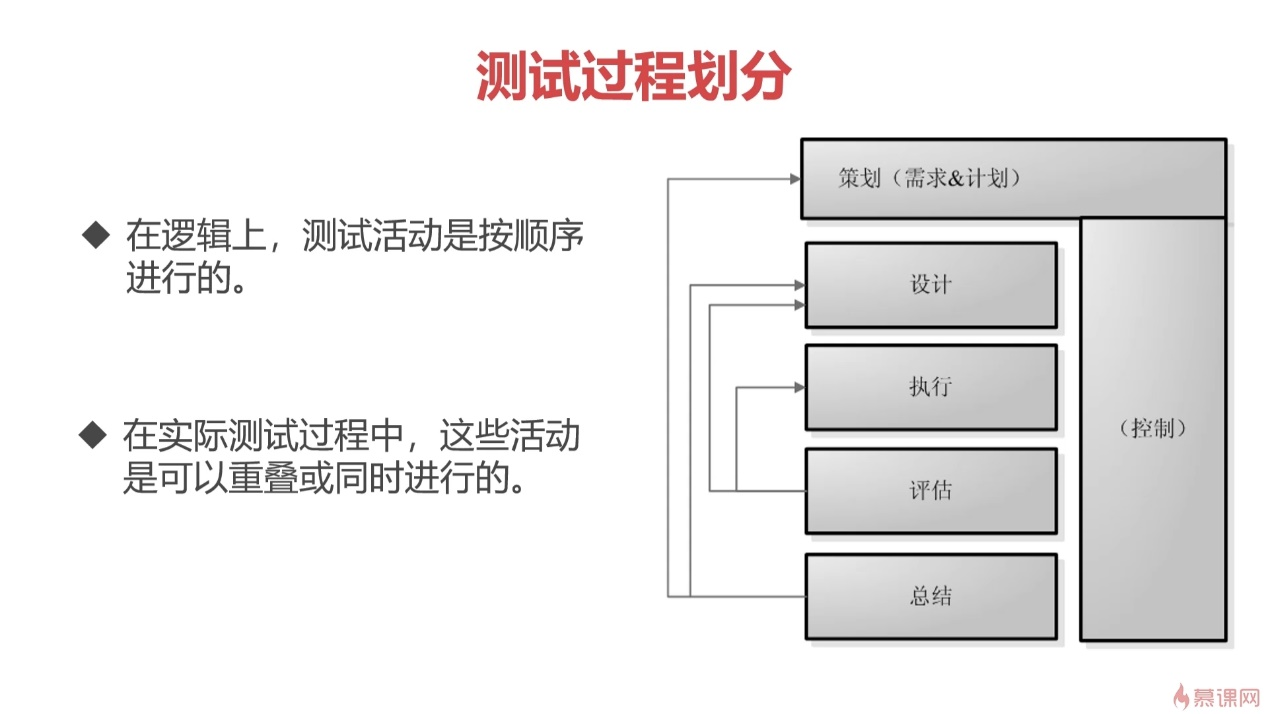 测试过程划分
在逻辑上，测试活动是按顺序
进行的。
在实际测试过程中，这些活动
是可以重叠或同时进行的。
策划（需求&计划）
设计
执行
评估
总结
（控制）
慕课网